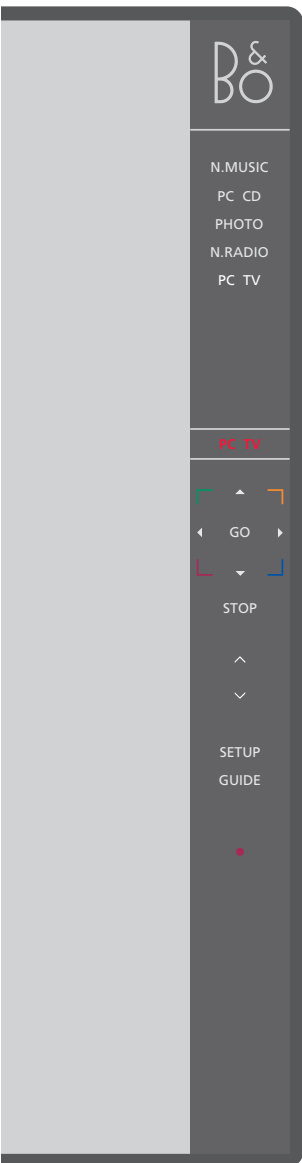 B&O
N.MUSIC
PC CD
PHOTO
N.RADIO
PC TV
PC TV
GO
STOP
SETUP
GUIDE